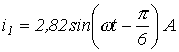 i₁ = 2,82sin(ωt − π/6) A